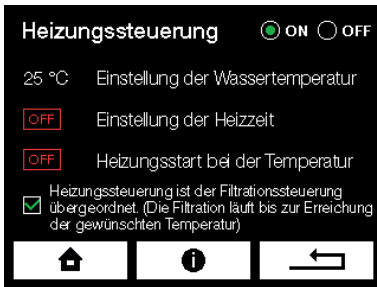 Heizungssteuerung ON OFF
25 °C Einstellung der Wassertemperatur
OFF Einstellung der Heizzeit
OFF Heizungsstart bei der Temperatur
Heizungssteuerung ist der Filtrationssteuerung
übergeordnet. (Die Filtration läuft bis zur Erreichung
der gewünschten Temperatur)